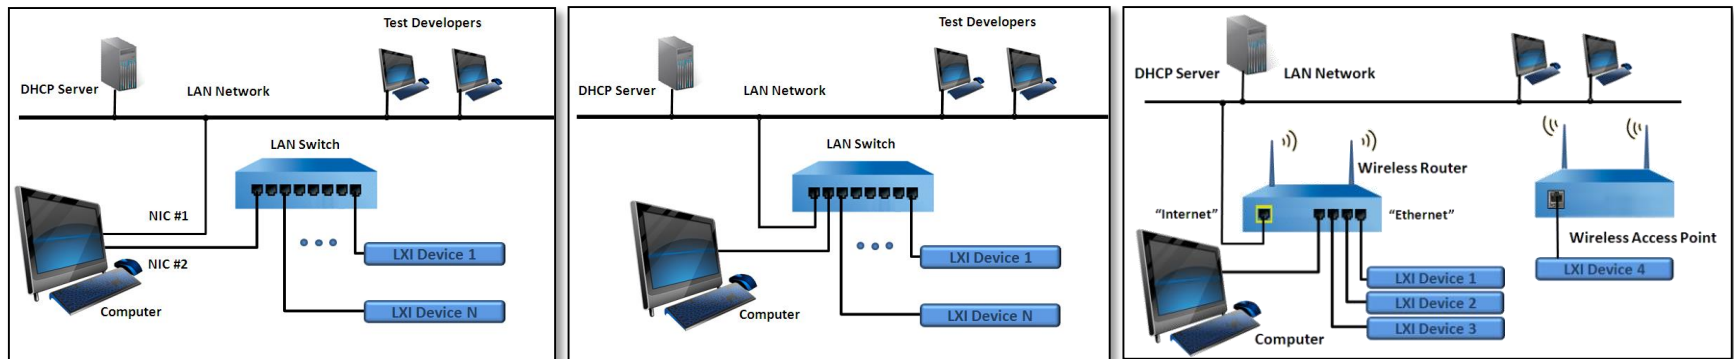 Test Developers
DHCP Server
LAN Network
LAN Switch
NIC #1
NIC #2
LXI Device 1
Computer
LXI Device N
Test Developers
DHCP Server
LAN Network
LAN Switch
LXI Device 1
Computer
LXI Device N
DHCP Server
LAN Network
Wireless Router
“Internet”
“Ethernet”
Wireless Access Point
LXI Device 4
LXI Device 1
LXI Device 2
LXI Device 3
Computer